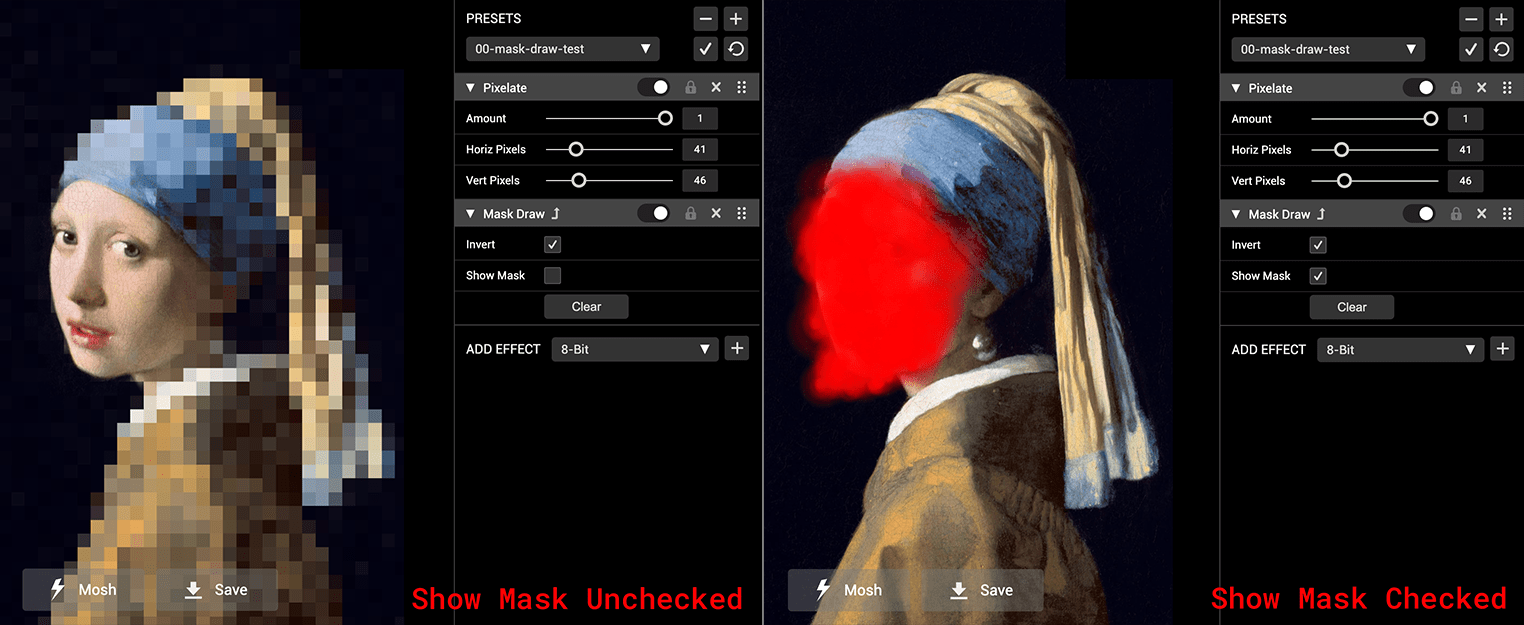 PRESETS
00-mask-draw-test
Pixelate
Amount 1
Horiz Pixels 41
Vert Pixels 46
Mask Draw
Invert
Show Mask
Clear
ADD EFFECT 8-Bit
Mosh Save
Show Mask Unchecked
PRESETS
00-mask-draw-test
Pixelate
Amount 1
Horiz Pixels 41
Vert Pixels 46
Mask Draw
Invert
Show Mask
Clear
ADD EFFECT 8-Bit
Mosh Save
Show Mask Checked